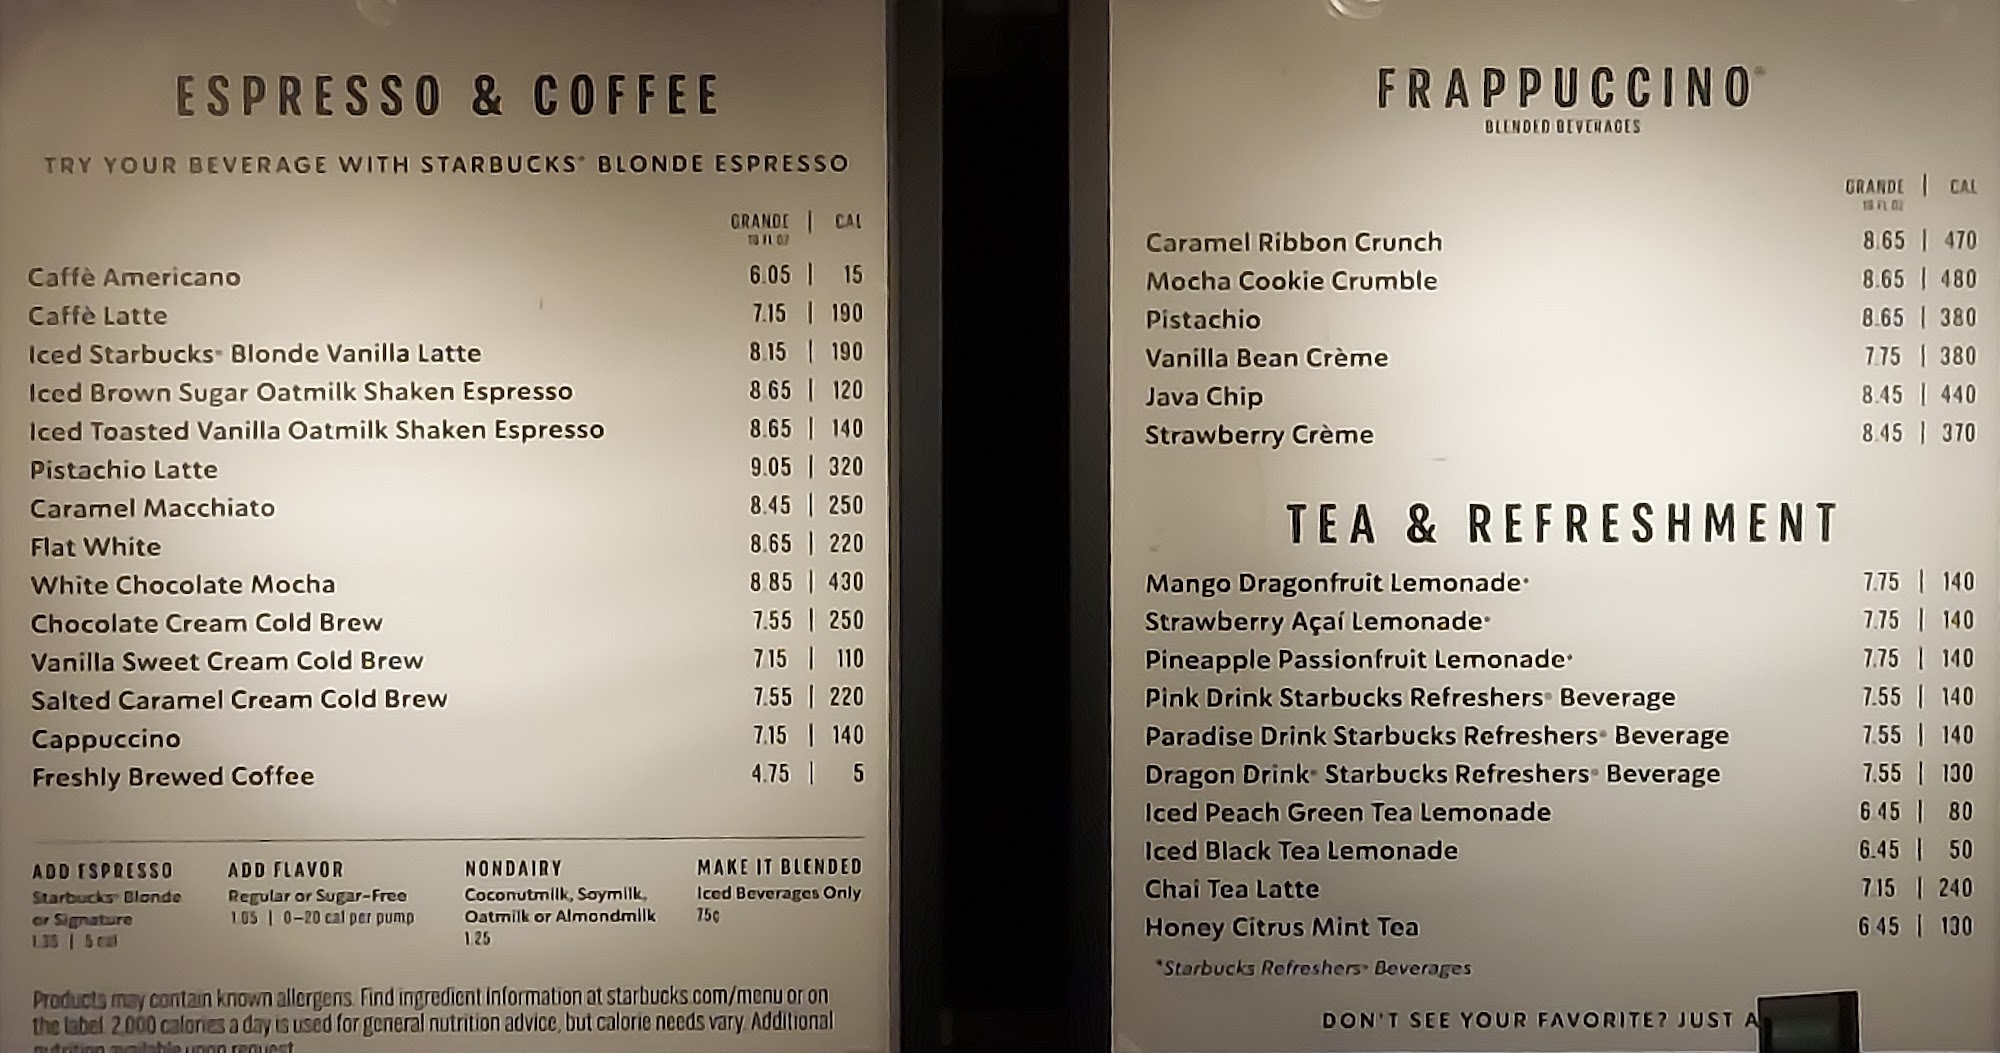 ESPRESSO & COFFEE
TRY YOUR BEVERAGE WITH STARBUCKS® BLONDE ESPRESSO
GRANDE | CAL
Caffè Americano 6.05 | 15
Caffè Latte 7.15 | 190
Iced Starbucks® Blonde Vanilla Latte 8.15 | 190
Iced Brown Sugar Oatmilk Shaken Espresso 8.65 | 120
Iced Toasted Vanilla Oatmilk Shaken Espresso 8.65 | 140
Pistachio Latte 9.05 | 320
Caramel Macchiato 8.45 | 250
Flat White 8.65 | 220
White Chocolate Mocha 8.85 | 430
Chocolate Cream Cold Brew 7.55 | 250
Vanilla Sweet Cream Cold Brew 7.15 | 110
Salted Caramel Cream Cold Brew 7.55 | 220
Cappuccino 7.15 | 140
Freshly Brewed Coffee 4.75 | 5
ADD ESPRESSO
Starbucks® Blonde
or Signature
| 5 cal
ADD FLAVOR
Regular or Sugar-Free
1.05 | 0–20 cal per pump
NONDAIRY
Coconutmilk, Soymilk,
Oatmilk or Almondmilk
1.25
MAKE IT BLENDED
Iced Beverages Only
75¢
Products may contain known allergens. Find ingredient information at starbucks.com/menu or on
the label. 2,000 calories a day is used for general nutrition advice, but calorie needs vary. Additional
nutrition available upon request.
FRAPPUCCINO®
BLENDED BEVERAGES
GRANDE | CAL
Caramel Ribbon Crunch 8.65 | 470
Mocha Cookie Crumble 8.65 | 480
Pistachio 8.65 | 380
Vanilla Bean Crème 7.75 | 380
Java Chip 8.45 | 440
Strawberry Crème 8.45 | 370
TEA & REFRESHMENT
Mango Dragonfruit Lemonade* 7.75 | 140
Strawberry Açaí Lemonade* 7.75 | 140
Pineapple Passionfruit Lemonade* 7.75 | 140
Pink Drink Starbucks Refreshers® Beverage 7.55 | 140
Paradise Drink Starbucks Refreshers® Beverage 7.55 | 140
Dragon Drink® Starbucks Refreshers® Beverage 7.55 | 130
Iced Peach Green Tea Lemonade 6.45 | 80
Iced Black Tea Lemonade 6.45 | 50
Chai Tea Latte 7.15 | 240
Honey Citrus Mint Tea 6.45 | 130
*Starbucks Refreshers® Beverages
DON'T SEE YOUR FAVORITE? JUST A